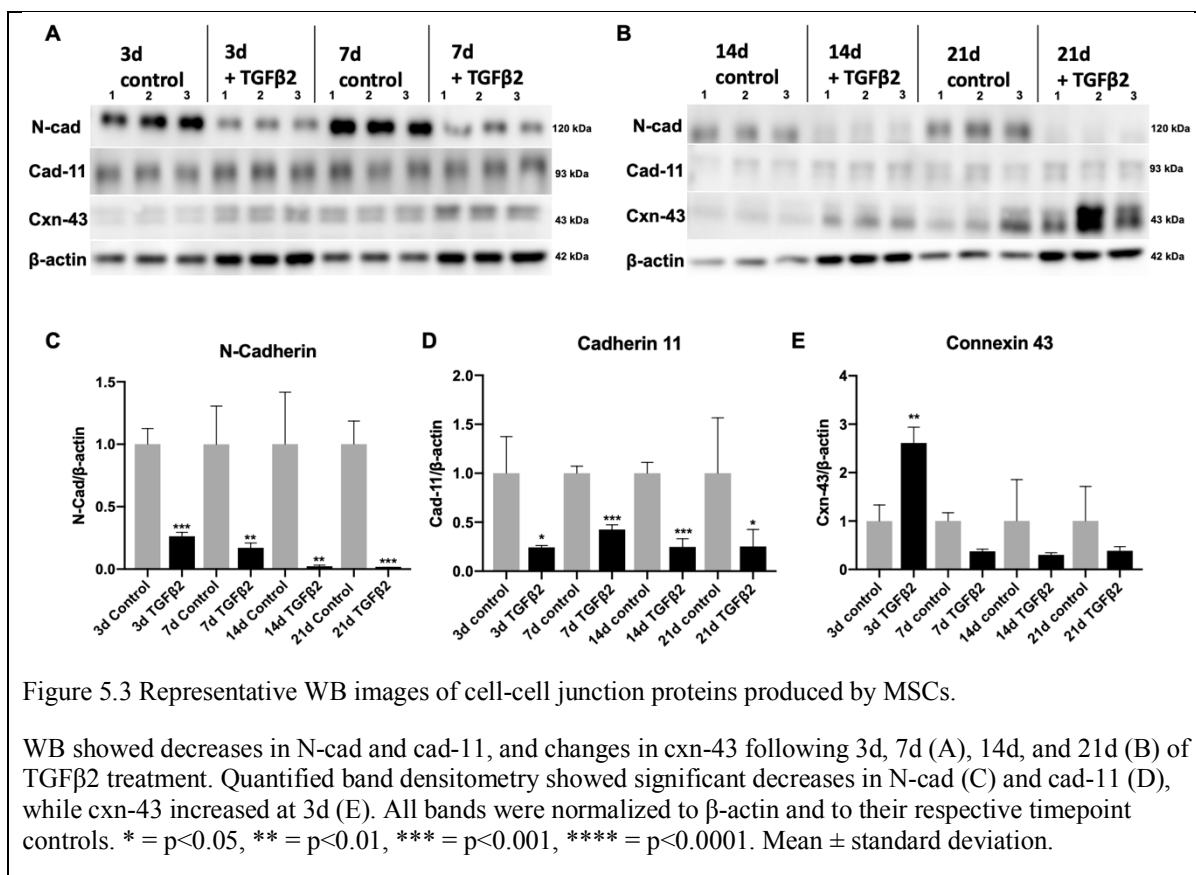 A
3d control
3d + TGFβ2
7d control
7d + TGFβ2
1 2 3 1 2 3 1 2 3 1 2 3
N-cad 120 kDa
Cad-11 93 kDa
Cxn-43 43 kDa
β-actin 42 kDa
B
14d control
14d + TGFβ2
21d control
21d + TGFβ2
1 2 3 1 2 3 1 2 3 1 2 3
N-cad 120 kDa
Cad-11 93 kDa
Cxn-43 43 kDa
β-actin 42 kDa
C
N-Cadherin
N-Cad/β-actin
1.5
1.0
0.5
0.0
*** ** ** ***
3d Control
3d TGFβ2
7d Control
7d TGFβ2
14d Control
14d TGFβ2
21d Control
21d TGFβ2
D
Cadherin 11
Cad-11/β-actin
2.0
1.5
1.0
0.5
0.0
* *** *** *
3d control
3d TGFβ2
7d control
7d TGFβ2
14d control
14d TGFβ2
21d control
21d TGFβ2
E
Connexin 43
Cxn-43/β-actin
4
3
2
1
0
**
3d control
3d TGFβ2
7d control
7d TGFβ2
14d control
14d TGFβ2
21d control
21d TGFβ2
Figure 5.3 Representative WB images of cell-cell junction proteins produced by MSCs.
WB showed decreases in N-cad and cad-11, and changes in cxn-43 following 3d, 7d (A), 14d, and 21d (B) of
TGFβ2 treatment. Quantified band densitometry showed significant decreases in N-cad (C) and cad-11 (D),
while cxn-43 increased at 3d (E). All bands were normalized to β-actin and to their respective timepoint
controls. * = p<0.05, ** = p<0.01, *** = p<0.001, **** = p<0.0001. Mean ± standard deviation.